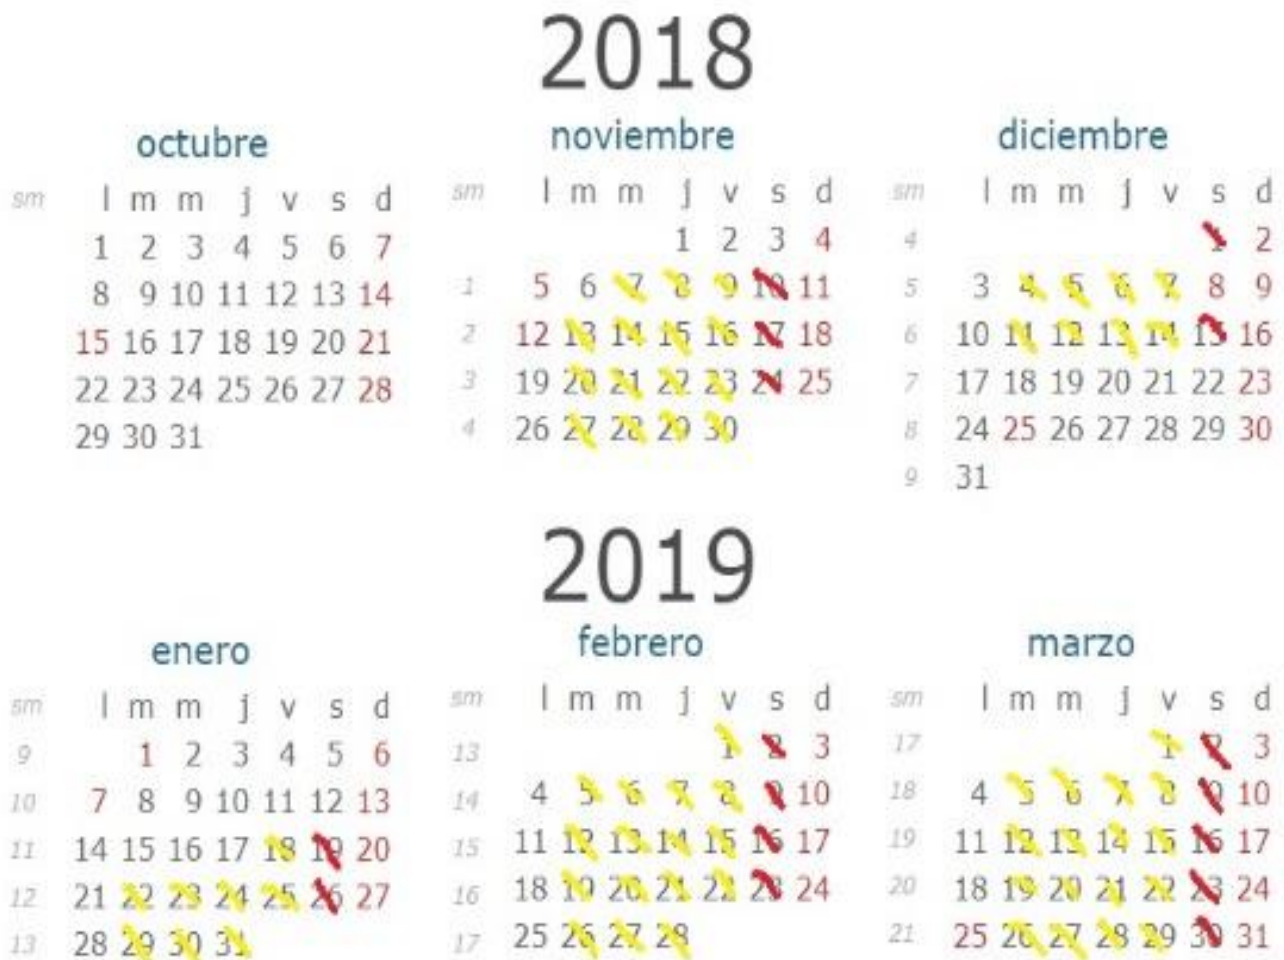 2018
octubre noviembre diciembre
sm l m m j v s d sm l m m j v s d sm l m m j v s d
1 2 3 4 5 6 7 1 2 3 4 4 1 2
8 9 10 11 12 13 14 1 5 6 7 8 9 10 11 5 3 4 5 6 7 8 9
15 16 17 18 19 20 21 2 12 13 14 15 16 17 18 6 10 11 12 13 14 15 16
22 23 24 25 26 27 28 3 19 20 21 22 23 24 25 7 17 18 19 20 21 22 23
29 30 31 4 26 27 28 29 30 8 24 25 26 27 28 29 30
9 31
2019
enero febrero marzo
sm l m m j v s d sm l m m j v s d sm l m m j v s d
9 1 2 3 4 5 6 13 1 2 3 17 1 2 3
10 7 8 9 10 11 12 13 14 4 5 6 7 8 9 10 18 4 5 6 7 8 9 10
11 14 15 16 17 18 19 20 15 11 12 13 14 15 16 17 19 11 12 13 14 15 16 17
12 21 22 23 24 25 26 27 16 18 19 20 21 22 23 24 20 18 19 20 21 22 23 24
13 28 29 30 31 17 25 26 27 28 21 25 26 27 28 29 30 31